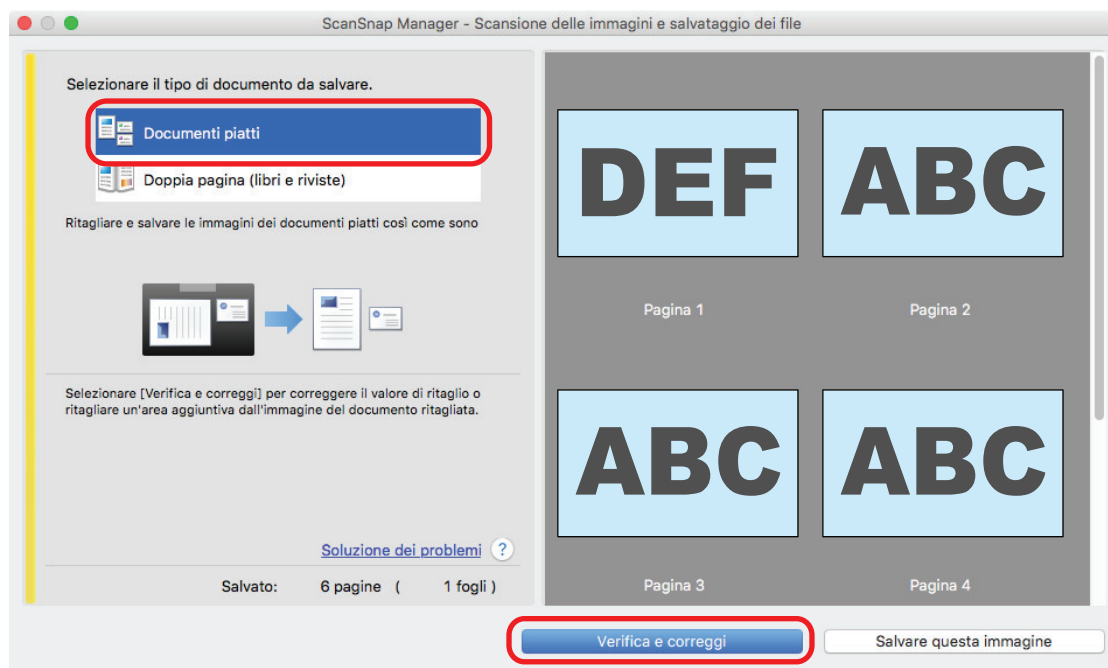 ScanSnap Manager - Scansione delle immagini e salvataggio dei file
Selezionare il tipo di documento da salvare.
Documenti piatti
Doppia pagina (libri e riviste)
Ritagliare e salvare le immagini dei documenti piatti così come sono
Selezionare [Verifica e correggi] per correggere il valore di ritaglio o
ritagliare un'area aggiuntiva dall'immagine del documento ritagliata.
Soluzione dei problemi ?
Salvato: 6 pagine ( 1 fogli )
DEF ABC
Pagina 1 Pagina 2
ABC ABC
Pagina 3 Pagina 4
Verifica e correggi Salvare questa immagine